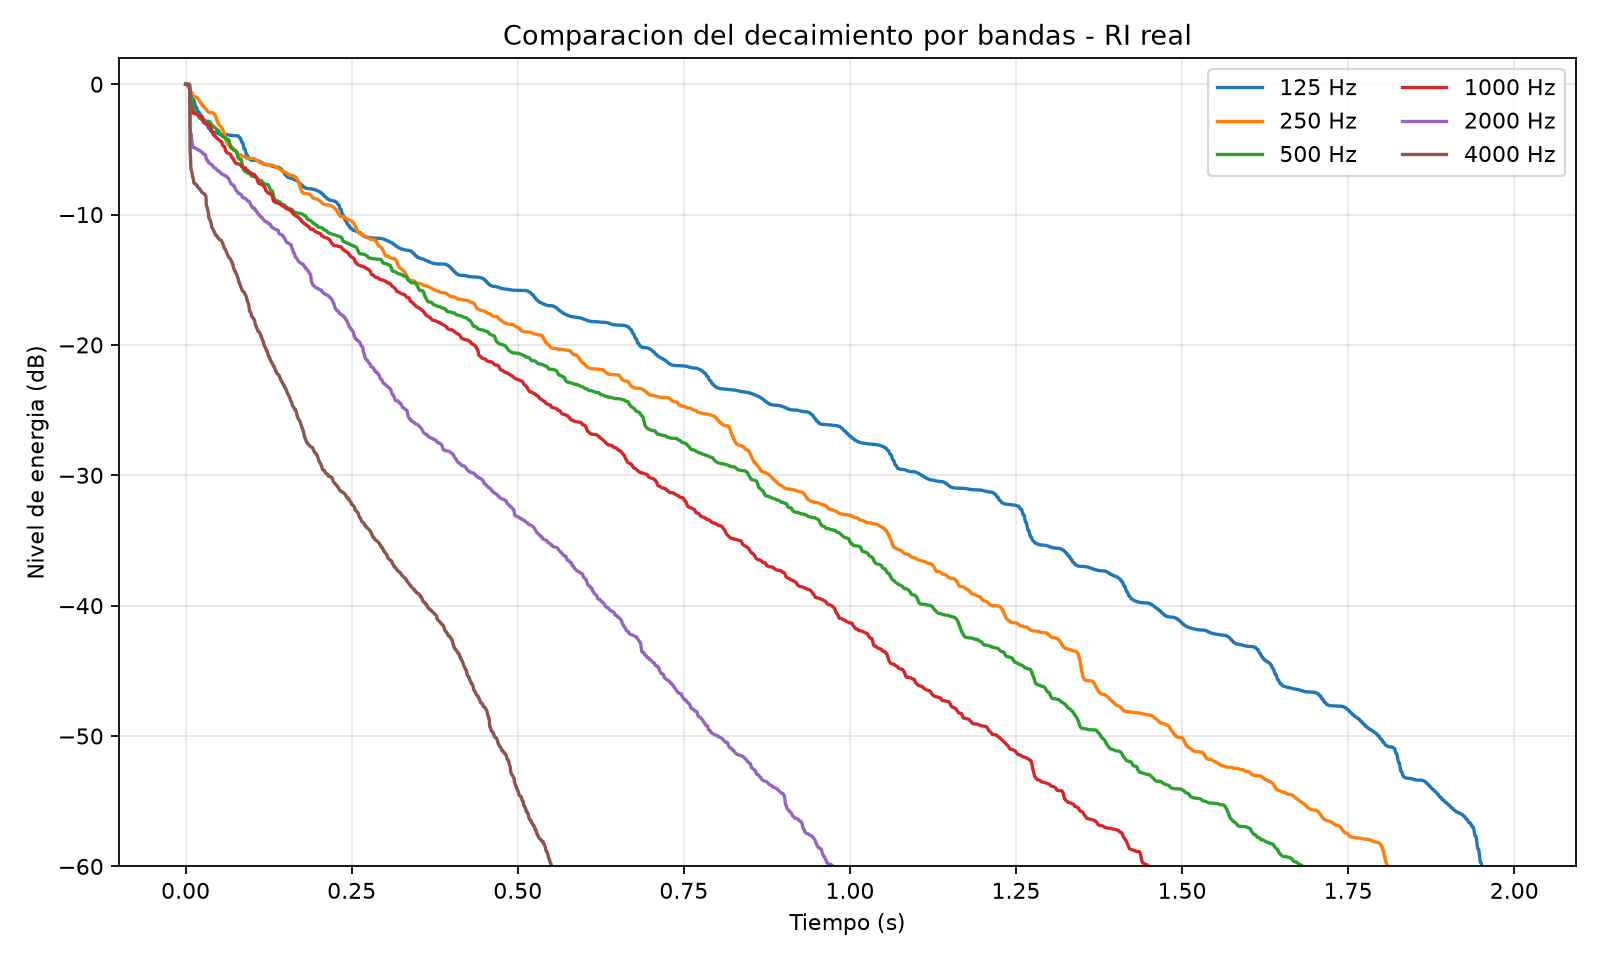 Comparacion del decaimiento por bandas - RI real
125 Hz
250 Hz
500 Hz
1000 Hz
2000 Hz
4000 Hz
Nivel de energia (dB)
0
−10
−20
−30
−40
−50
−60
0.00
0.25
0.50
0.75
1.00
1.25
1.50
1.75
2.00
Tiempo (s)